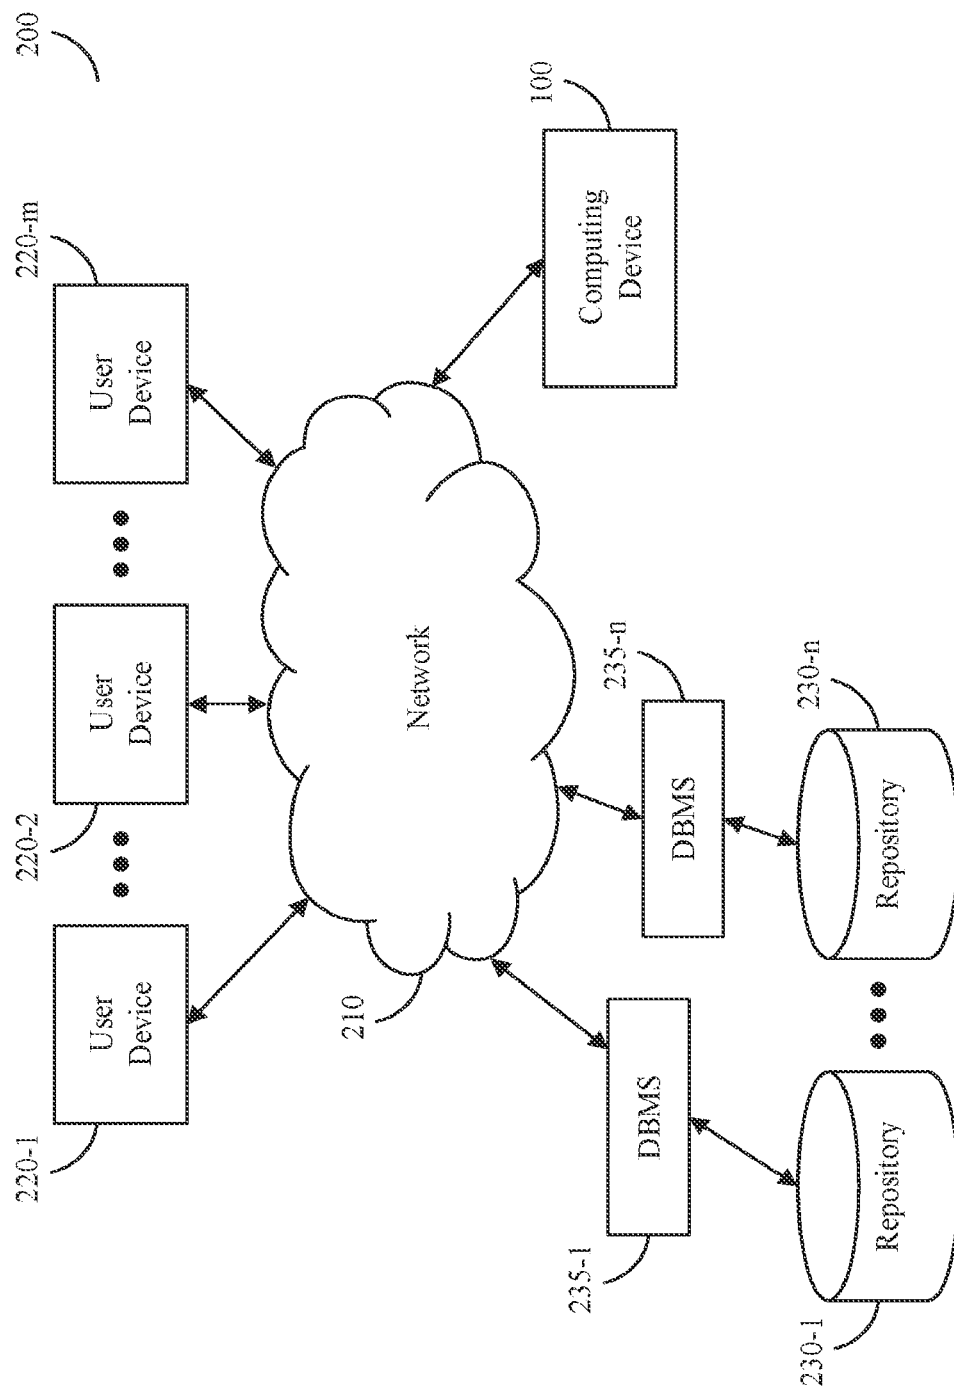 200
220-1
220-2
220-m
User
Device
User
Device
User
Device
210
Network
100
Computing
Device
235-1
DBMS
235-n
DBMS
230-1
Repository
230-n
Repository